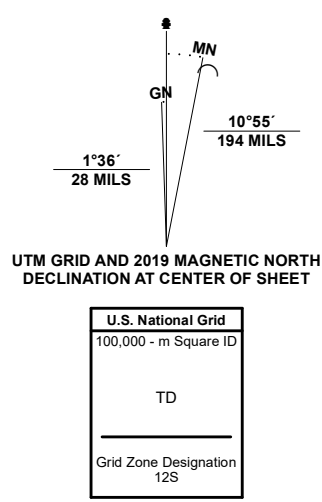 MN
GN
10°55´
194 MILS
1°36´
28 MILS
UTM GRID AND 2019 MAGNETIC NORTH
DECLINATION AT CENTER OF SHEET
U.S. National Grid
100,000 - m Square ID
TD
Grid Zone Designation
12S